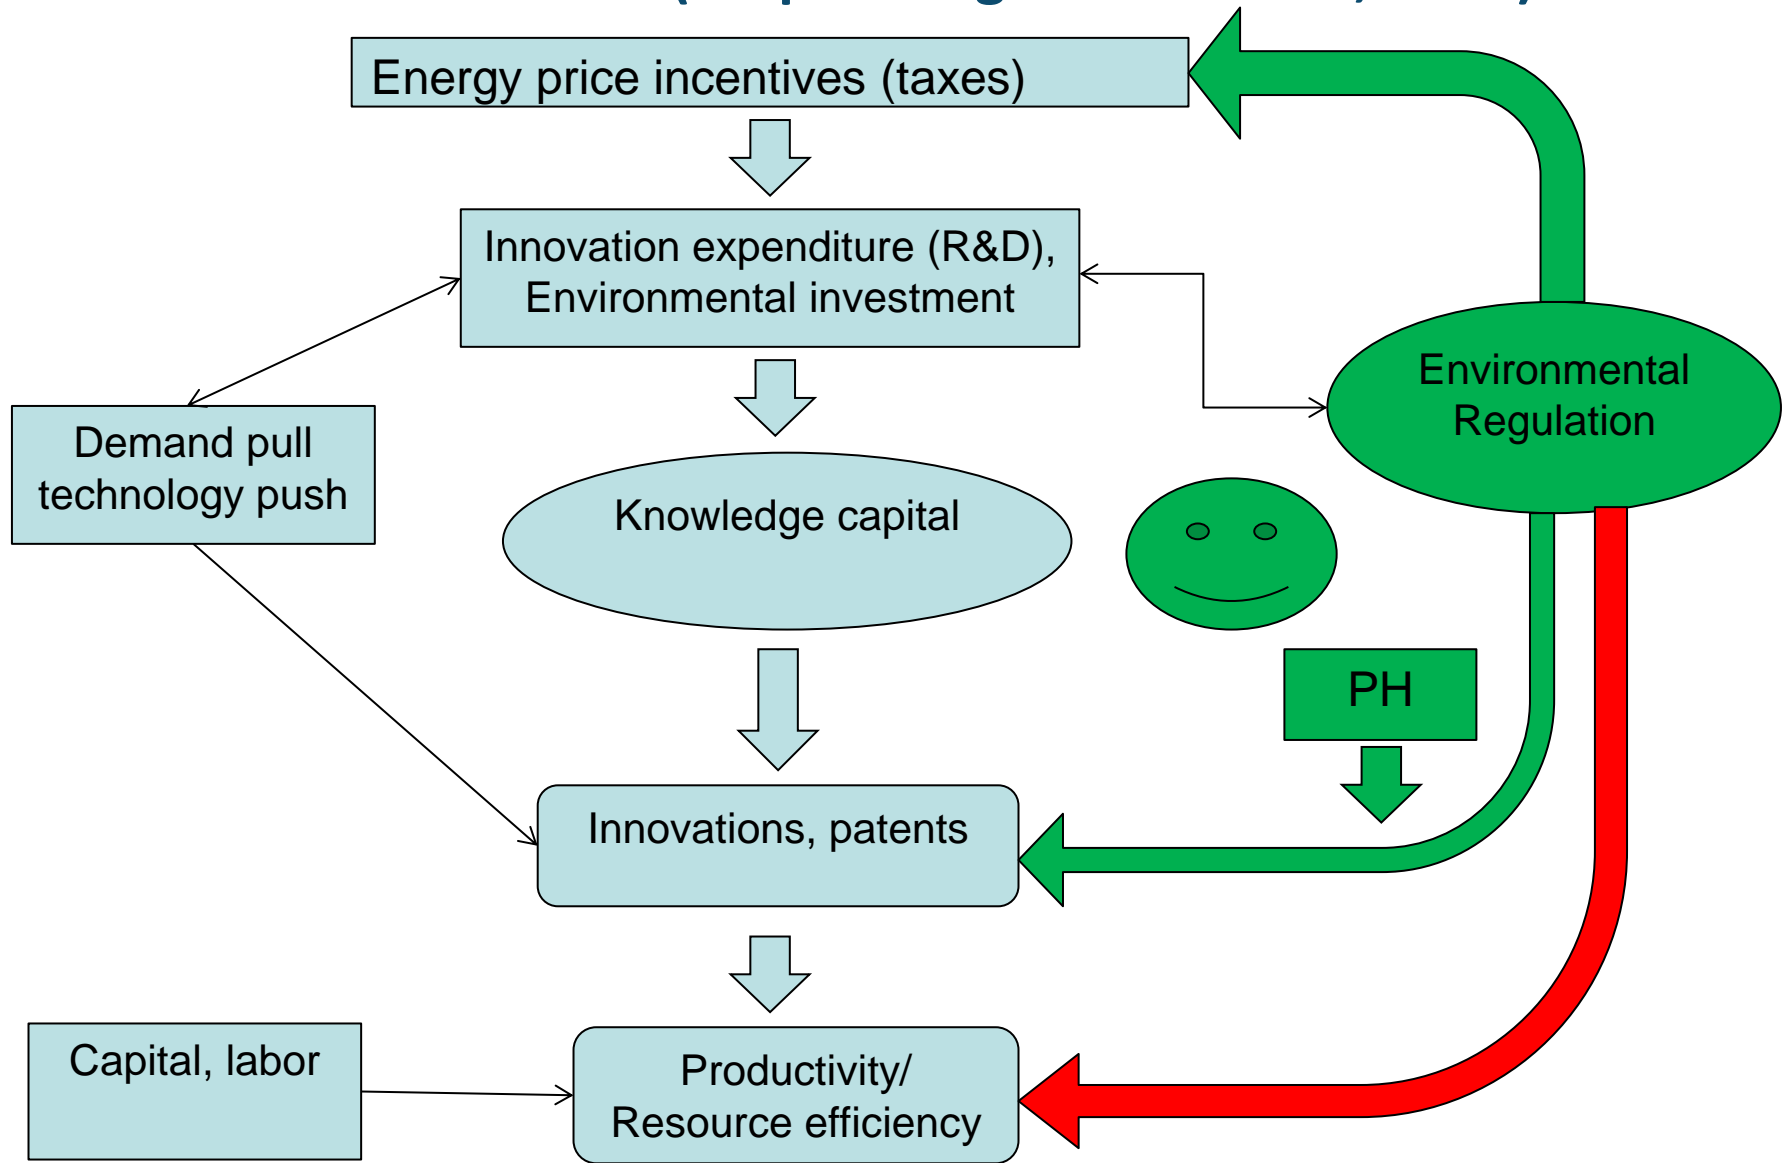 Energy price incentives (taxes)
Innovation expenditure (R&D),
Environmental investment
Environmental
Regulation
Demand pull
technology push
Knowledge capital
PH
Innovations, patents
Capital, labor
Productivity/
Resource efficiency